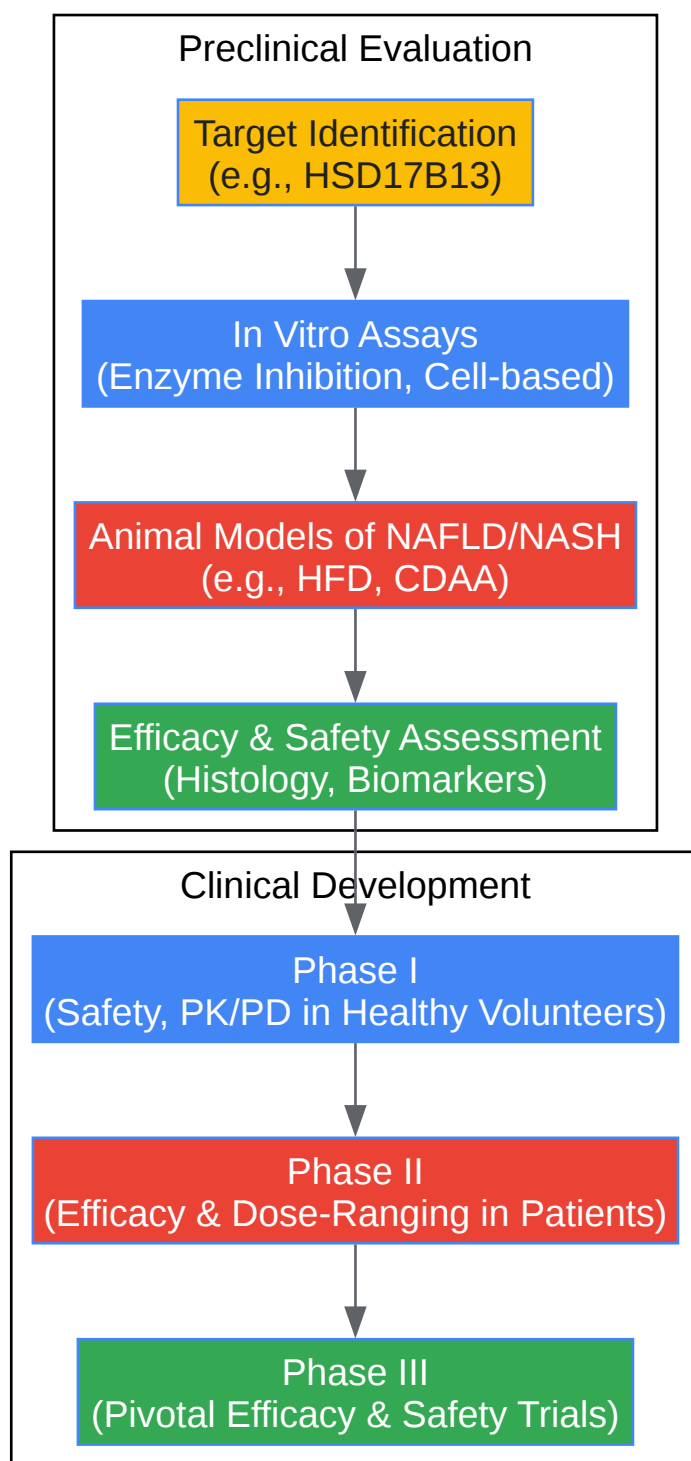 Preclinical Evaluation
Target Identification
(e.g., HSD17B13)
In Vitro Assays
(Enzyme Inhibition, Cell-based)
Animal Models of NAFLD/NASH
(e.g., HFD, CDAA)
Efficacy & Safety Assessment
(Histology, Biomarkers)
Clinical Development
Phase I
(Safety, PK/PD in Healthy Volunteers)
Phase II
(Efficacy & Dose-Ranging in Patients)
Phase III
(Pivotal Efficacy & Safety Trials)